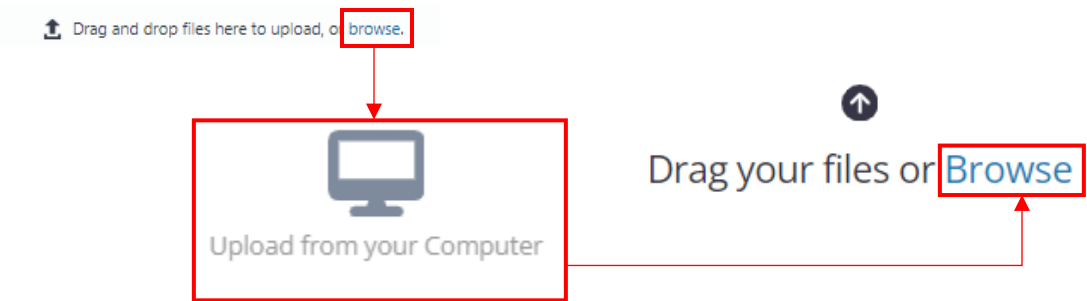 Drag and drop files here to upload, or browse.
Drag your files or Browse
Upload from your Computer